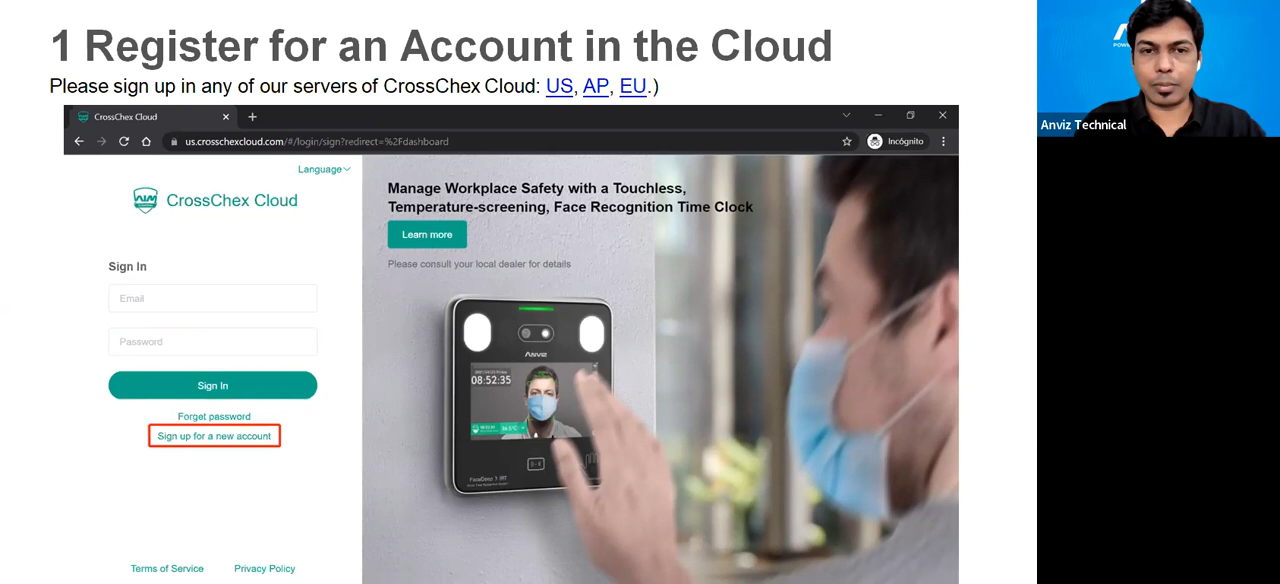 1 Register for an Account in the Cloud
Please sign up in any of our servers of CrossChex Cloud: US, AP, EU.)
CrossChex Cloud
us.crosschexcloud.com/#/login/sign?redirect=%2Fdashboard
Incógnito
Language
CrossChex Cloud
Sign In
Email
Password
Sign In
Forget password
Sign up for a new account
Terms of Service
Privacy Policy
Manage Workplace Safety with a Touchless,
Temperature-screening, Face Recognition Time Clock
Learn more
Please consult your local dealer for details
Anviz
08:52:35
FaceDeep 3 IRT
Anviz Technical